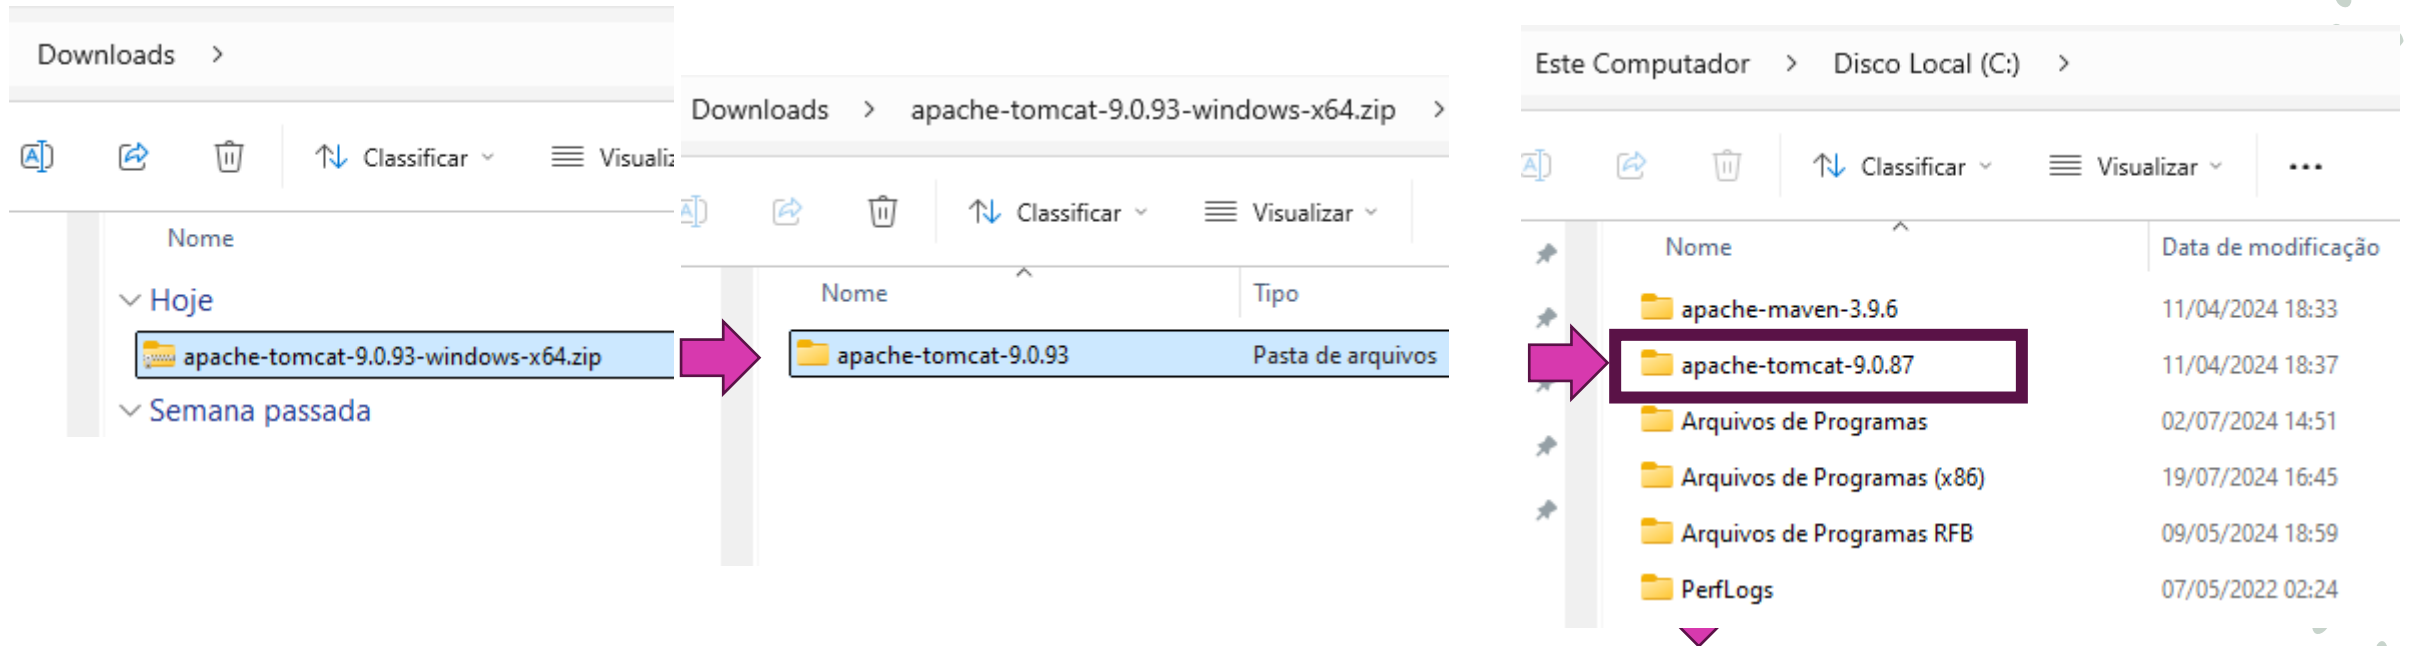 Downloads >
Classificar
Visualiz
Nome
Hoje
apache-tomcat-9.0.93-windows-x64.zip
Semana passada
Downloads > apache-tomcat-9.0.93-windows-x64.zip >
Classificar
Visualizar
Nome
Tipo
apache-tomcat-9.0.93
Pasta de arquivos
Este Computador > Disco Local (C:) >
Classificar
Visualizar
...
Nome
Data de modificação
apache-maven-3.9.6 11/04/2024 18:33
apache-tomcat-9.0.87 11/04/2024 18:37
Arquivos de Programas 02/07/2024 14:51
Arquivos de Programas (x86) 19/07/2024 16:45
Arquivos de Programas RFB 09/05/2024 18:59
PerfLogs 07/05/2022 02:24